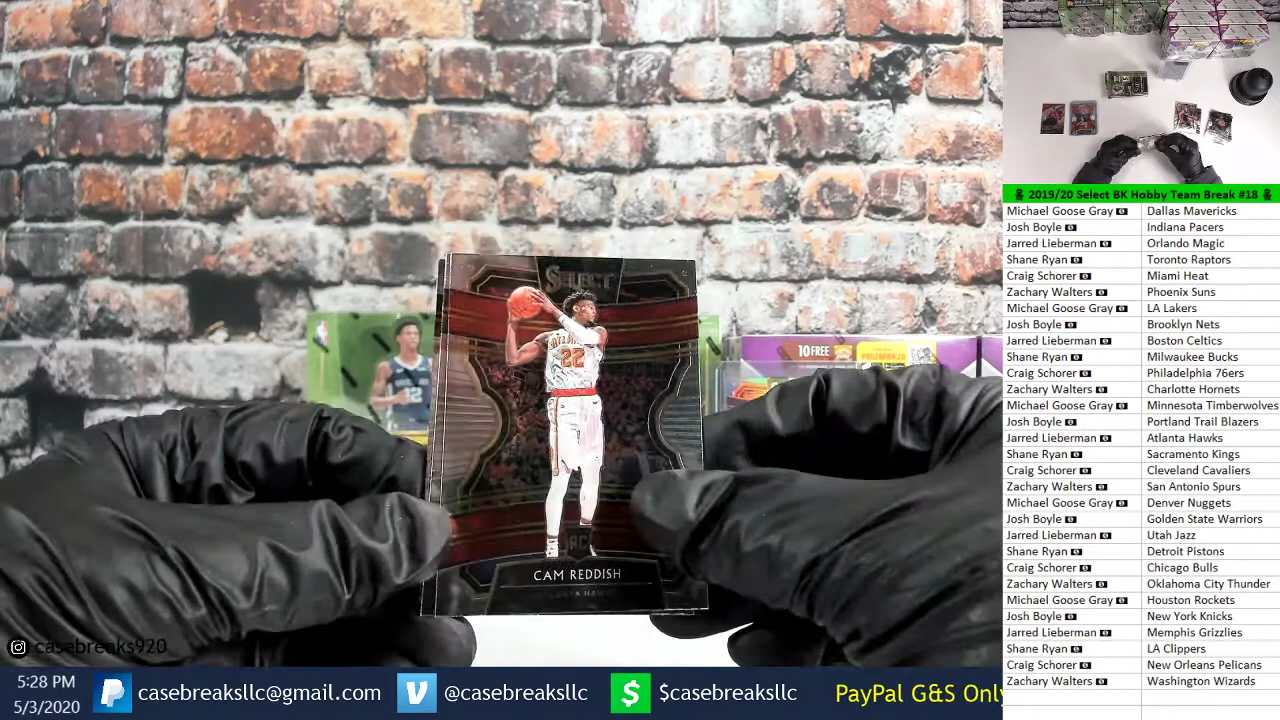 SELECT
22
RC
CAM REDDISH
ATLANTA HAWKS
10 FREE
casebreaks920
5:28 PM
5/3/2020
casebreaksllc@gmail.com
@casebreaksllc
$casebreaksllc
PayPal G&S Only
2019/20 Select BK Hobby Team Break #18
Michael Goose Gray Dallas Mavericks
Josh Boyle Indiana Pacers
Jarred Lieberman Orlando Magic
Shane Ryan Toronto Raptors
Craig Schorer Miami Heat
Zachary Walters Phoenix Suns
Michael Goose Gray LA Lakers
Josh Boyle Brooklyn Nets
Jarred Lieberman Boston Celtics
Shane Ryan Milwaukee Bucks
Craig Schorer Philadelphia 76ers
Zachary Walters Charlotte Hornets
Michael Goose Gray Minnesota Timberwolves
Josh Boyle Portland Trail Blazers
Jarred Lieberman Atlanta Hawks
Shane Ryan Sacramento Kings
Craig Schorer Cleveland Cavaliers
Zachary Walters San Antonio Spurs
Michael Goose Gray Denver Nuggets
Josh Boyle Golden State Warriors
Jarred Lieberman Utah Jazz
Shane Ryan Detroit Pistons
Craig Schorer Chicago Bulls
Zachary Walters Oklahoma City Thunder
Michael Goose Gray Houston Rockets
Josh Boyle New York Knicks
Jarred Lieberman Memphis Grizzlies
Shane Ryan LA Clippers
Craig Schorer New Orleans Pelicans
Zachary Walters Washington Wizards